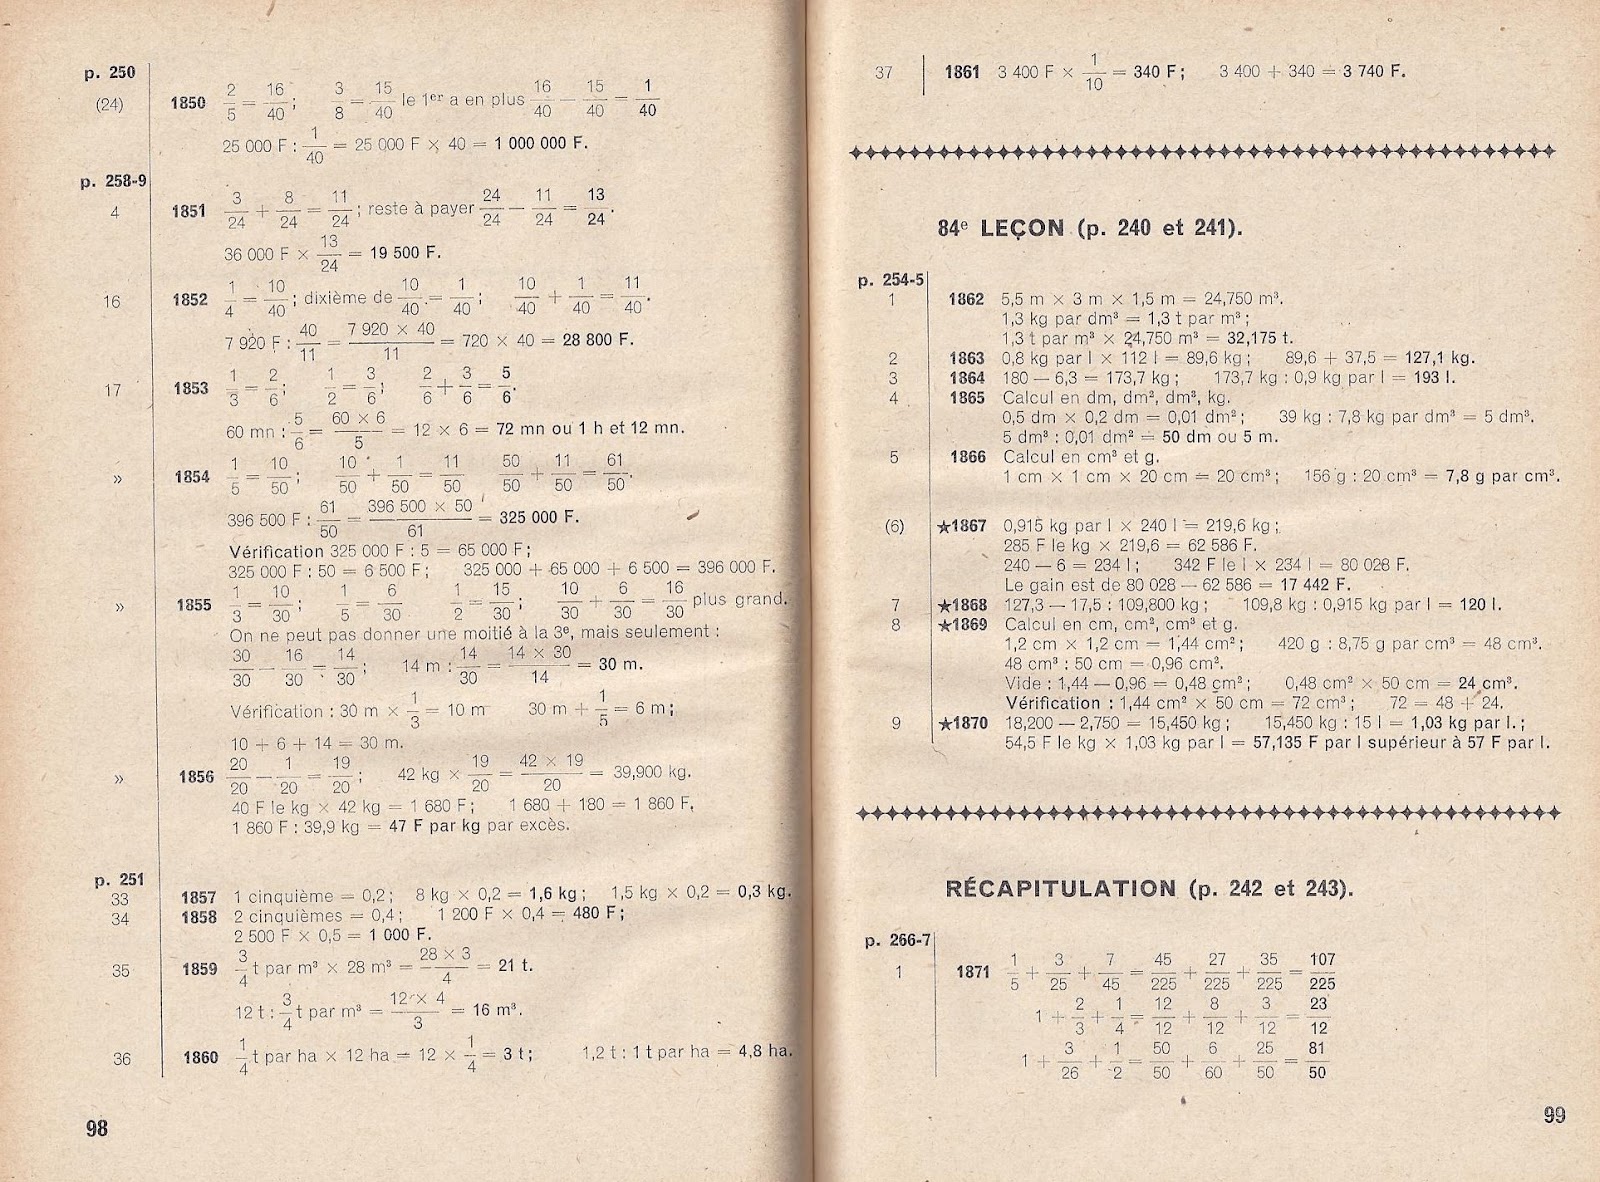 p. 250
(24) 1850 2/5 = 16/40 ; 3/8 = 15/40 le 1er a en plus 16/40 — 15/40 = 1/40
25 000 F : 1/40 = 25 000 F × 40 = 1 000 000 F.
p. 258-9
4 1851 3/24 + 8/24 = 11/24 ; reste à payer 24/24 — 11/24 = 13/24.
36 000 F × 13/24 = 19 500 F.
16 1852 1/4 = 10/40 ; dixième de 10/40 = 1/40 ; 10/40 + 1/40 = 11/40.
7 920 F : 40/11 = 7 920 × 40/11 = 720 × 40 = 28 800 F.
17 1853 1/3 = 2/6 ; 1/2 = 3/6 ; 2/6 + 3/6 = 5/6.
60 mn : 5/6 = 60 × 6/5 = 12 × 6 = 72 mn ou 1 h et 12 mn.
» 1854 1/5 = 10/50 ; 10/50 + 1/50 = 11/50 50/50 + 11/50 = 61/50.
396 500 F : 61/50 = 396 500 × 50/61 = 325 000 F.
Vérification 325 000 F : 5 = 65 000 F ;
325 000 F : 50 = 6 500 F ; 325 000 + 65 000 + 6 500 = 396 000 F.
» 1855 1/3 = 10/30 ; 1/5 = 6/30 1/2 = 15/30 ; 10/30 + 6/30 = 16/30 plus grand.
On ne peut pas donner une moitié à la 3e, mais seulement :
30/30 — 16/30 = 14/30 ; 14 m : 14/30 = 14 × 30/14 = 30 m.
Vérification : 30 m × 1/3 = 10 m 30 m + 1/5 = 6 m ;
10 + 6 + 14 = 30 m.
» 1856 20/20 — 1/20 = 19/20 ; 42 kg × 19/20 = 42 × 19/20 = 39,900 kg.
40 F le kg × 42 kg = 1 680 F ; 1 680 + 180 = 1 860 F,
1 860 F : 39,9 kg = 47 F par kg par excès.
p. 251
33 1857 1 cinquième = 0,2 ; 8 kg × 0,2 = 1,6 kg ; 1,5 kg × 0,2 = 0,3 kg.
34 1858 2 cinquièmes = 0,4 ; 1 200 F × 0,4 = 480 F ;
2 500 F × 0,5 = 1 000 F.
35 1859 3/4 t par m³ × 28 m³ = 28 × 3/4 = 21 t.
12 t : 3/4 t par m³ = 12 × 4/3 = 16 m³.
36 1860 1/4 t par ha × 12 ha = 12 × 1/4 = 3 t ; 1,2 t : 1 t par ha = 4,8 ha.
98
37 1861 3 400 F × 1/10 = 340 F ; 3 400 + 340 = 3 740 F.
84e LEÇON (p. 240 et 241).
p. 254-5
1 1862 5,5 m × 3 m × 1,5 m = 24,750 m³.
1,3 kg par dm³ = 1,3 t par m³ ;
1,3 t par m³ × 24,750 m³ = 32,175 t.
2 1863 0,8 kg par l × 112 l = 89,6 kg ; 89,6 + 37,5 = 127,1 kg.
3 1864 180 — 6,3 = 173,7 kg ; 173,7 kg : 0,9 kg par l = 193 l.
4 1865 Calcul en dm, dm², dm³, kg.
0,5 dm × 0,2 dm = 0,01 dm² ; 39 kg : 7,8 kg par dm³ = 5 dm³.
5 dm³ : 0,01 dm² = 50 dm ou 5 m.
5 1866 Calcul en cm³ et g.
1 cm × 1 cm × 20 cm = 20 cm³ ; 156 g : 20 cm³ = 7,8 g par cm³.
(6) ★1867 0,915 kg par l × 240 l = 219,6 kg ;
285 F le kg × 219,6 = 62 586 F.
240 — 6 = 234 l ; 342 F le l × 234 l = 80 028 F.
Le gain est de 80 028 — 62 586 = 17 442 F.
7 ★1868 127,3 — 17,5 : 109,800 kg ; 109,8 kg : 0,915 kg par l = 120 l.
8 ★1869 Calcul en cm, cm², cm³ et g.
1,2 cm × 1,2 cm = 1,44 cm² ; 420 g : 8,75 g par cm³ = 48 cm³.
48 cm³ : 50 cm = 0,96 cm².
Vide : 1,44 — 0,96 = 0,48 cm² ; 0,48 cm² × 50 cm = 24 cm³.
Vérification : 1,44 cm² × 50 cm = 72 cm³ ; 72 = 48 + 24.
9 ★1870 18,200 — 2,750 = 15,450 kg ; 15,450 kg : 15 l = 1,03 kg par l. ;
54,5 F le kg × 1,03 kg par l = 57,135 F par l supérieur à 57 F par l.
RÉCAPITULATION (p. 242 et 243).
p. 266-7
1 1871 1/5 + 3/25 + 7/45 = 45/225 + 27/225 + 35/225 = 107/225
1 + 2/3 + 1/4 = 12/12 + 8/12 + 3/12 = 23/12
1 + 3/26 + 1/2 = 50/50 + 6/60 + 25/50 = 81/50
99